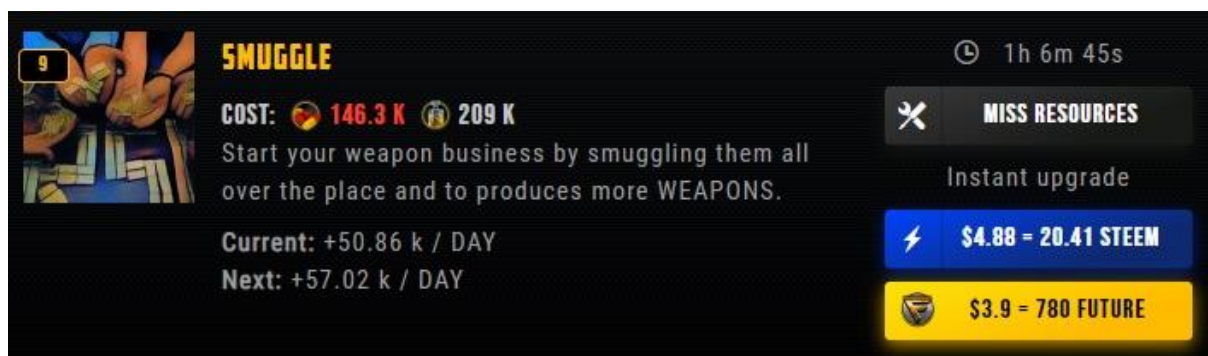 9
SMUGGLE
COST: 146.3 K 209 K
Start your weapon business by smuggling them all
over the place and to produces more WEAPONS.
Current: +50.86 k / DAY
Next: +57.02 k / DAY
1h 6m 45s
MISS RESOURCES
Instant upgrade
$4.88 = 20.41 STEEM
$3.9 = 780 FUTURE